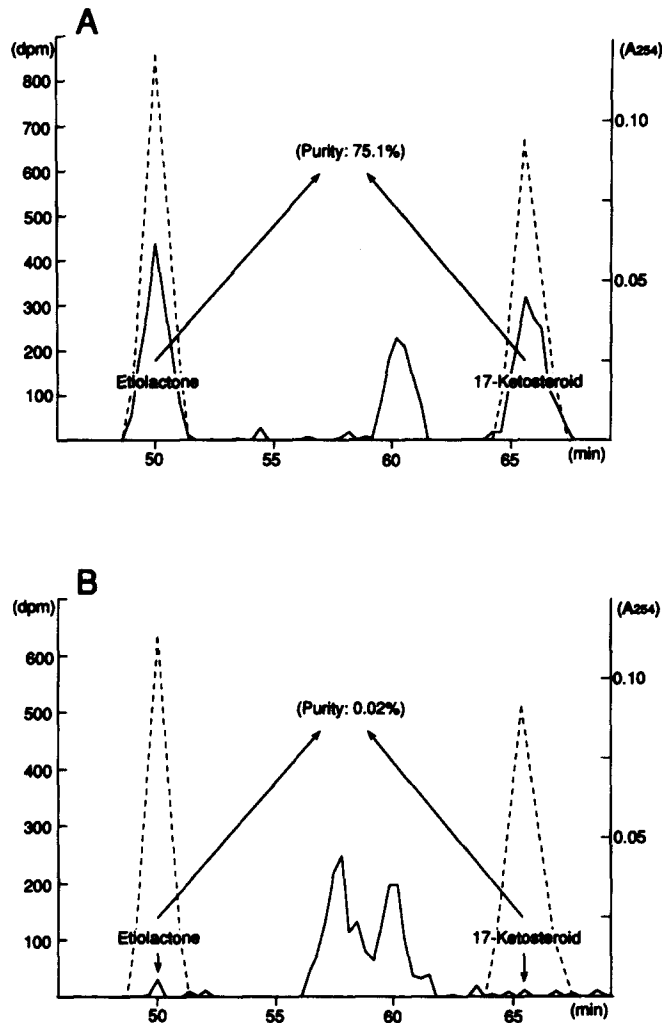 A
(dpm)
(A254)
800
700
600
500
400
300
200
100
0.10
0.05
(Purity: 75.1%)
Etiolactone
17-Ketosteroid
50
55
60
65
(min)
B
(dpm)
(A254)
600
500
400
300
200
100
0.10
0.05
(Purity: 0.02%)
Etiolactone
17-Ketosteroid
50
55
60
65
(min)